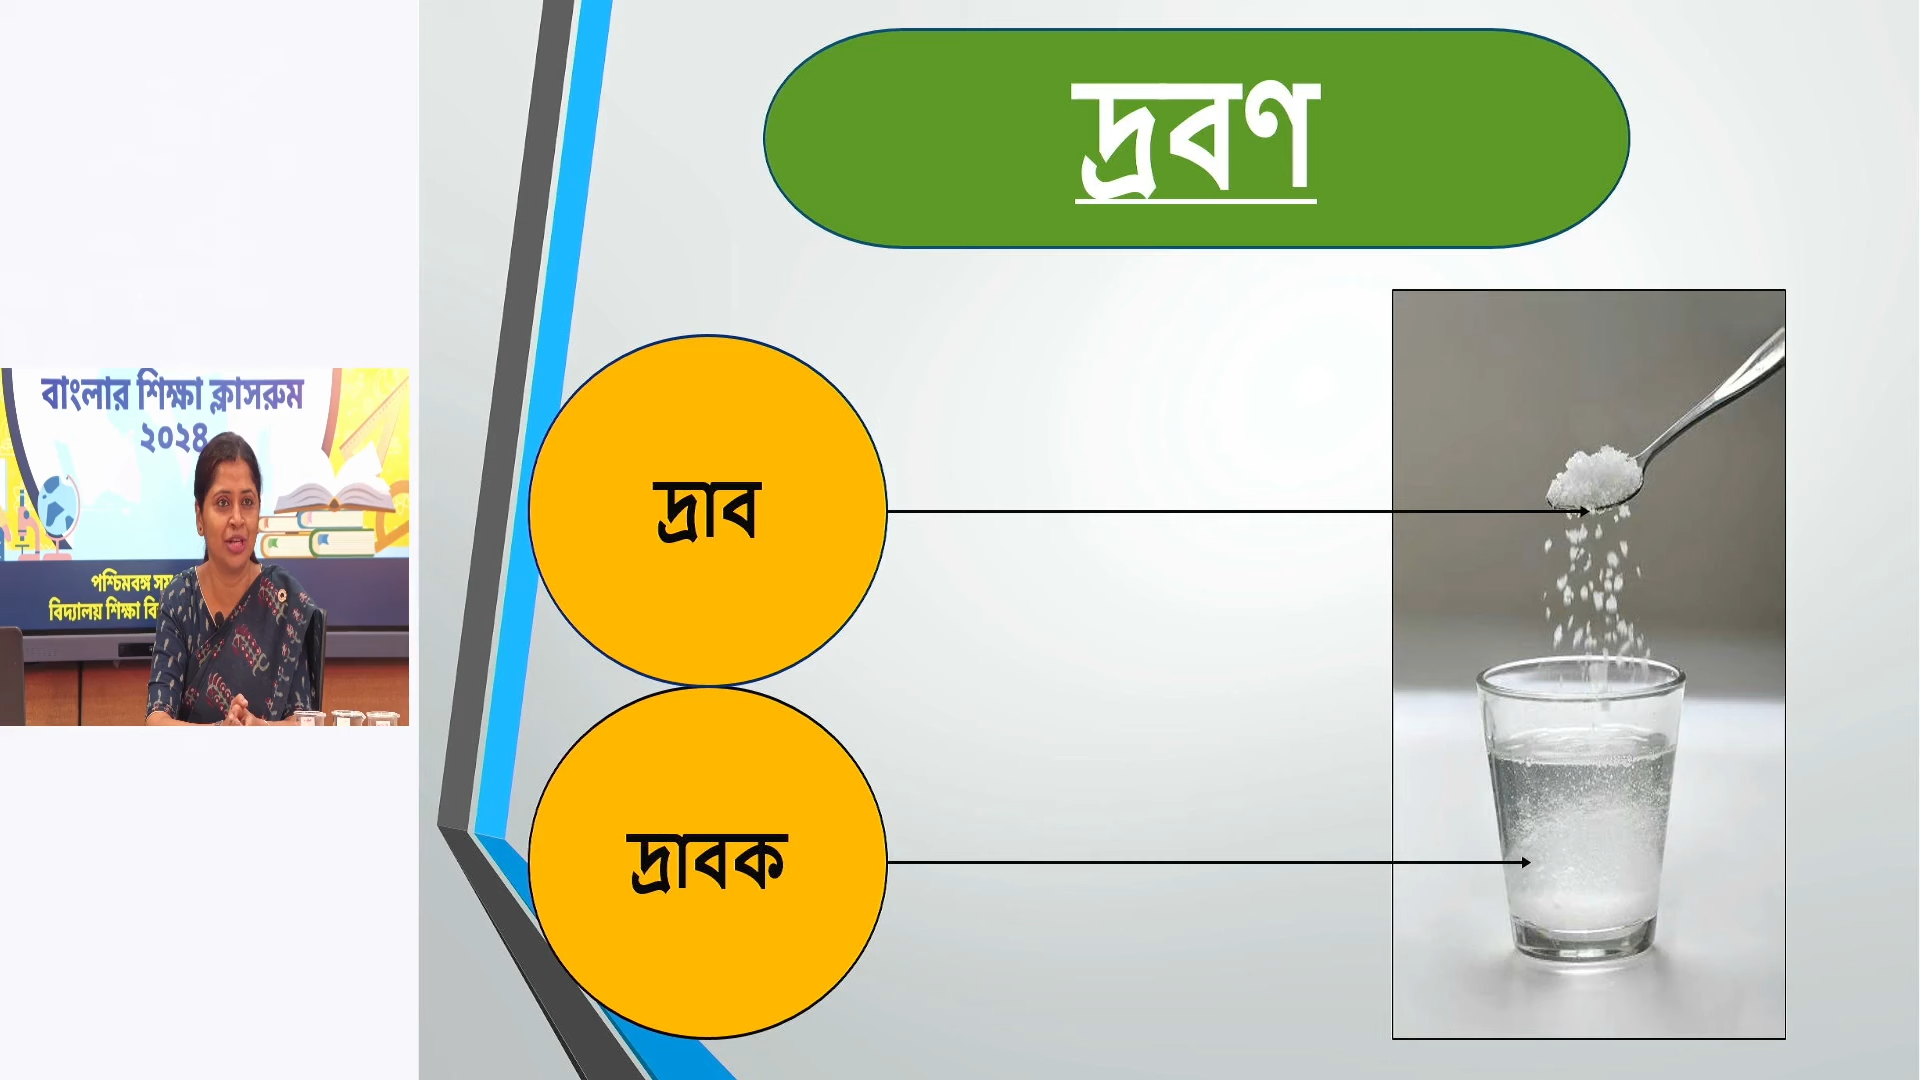 দ্রবণ
দ্রাব
দ্রাবক
বাংলার শিক্ষা ক্লাসরুম
২০২৪
পশ্চিমবঙ্গ
বিদ্যালয় শিক্ষা